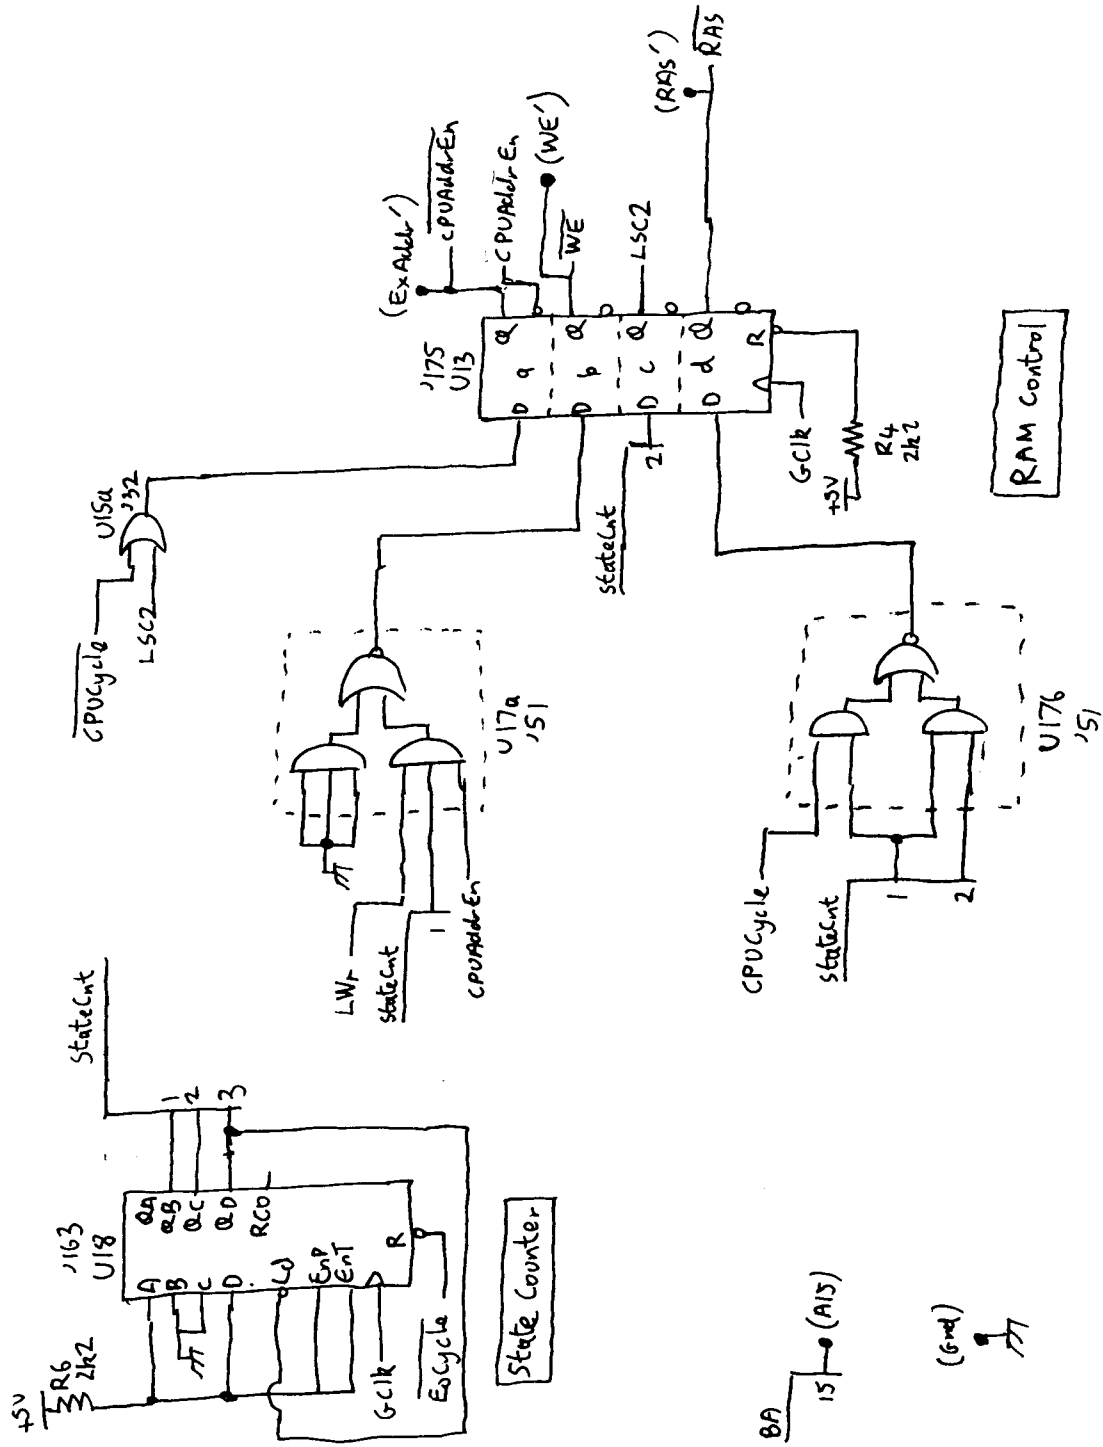 +5V
R6
2k2
'163
U18
A
B
C
D
Ld
EnP
EnT
QA
QB
QC
QD
RCO
R
1
2
3
StateCnt
GClk
EoCycle
State Counter
CPUCycle
LSC2
U15a
'32
LWr
StateCnt
1
CPUAddrEn
U17a
'51
CPUCycle
StateCnt
1
2
U17b
'51
StateCnt
2
'175
U13
D
a
Q
D
b
Q
D
c
Q
D
d
Q
R
GClk
+5V
R4
2k2
(ExAddr')
CPUAddrEn
CPUAddrEn
(WE')
WE
LSC2
(RAS')
RAS
RAM Control
BA
15
(A15)
(Gnd)